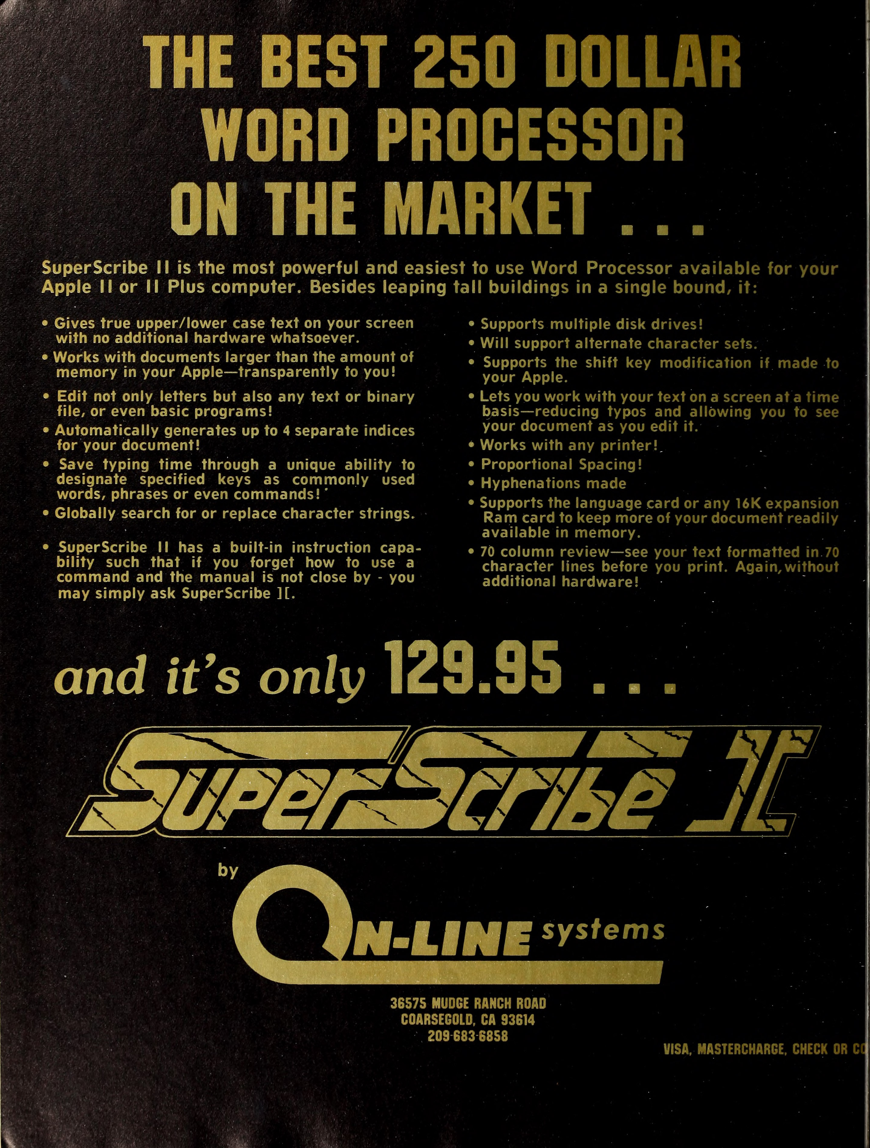 THE BEST 250 DOLLAR
WORD PROCESSOR
ON THE MARKET . . .
SuperScribe II is the most powerful and easiest to use Word Processor available for your
Apple II or II Plus computer. Besides leaping tall buildings in a single bound, it:
• Gives true upper/lower case text on your screen
with no additional hardware whatsoever.
• Works with documents larger than the amount of
memory in your Apple—transparently to you!
• Edit not only letters but also any text or binary
file, or even basic programs!
• Automatically generates up to 4 separate indices
for your document!
• Save typing time through a unique ability to
designate specified keys as commonly used
words, phrases or even commands!
• Globally search for or replace character strings.
• SuperScribe II has a built-in instruction capa-
bility such that if you forget how to use a
command and the manual is not close by - you
may simply ask SuperScribe ][.
• Supports multiple disk drives!
• Will support alternate character sets.
• Supports the shift key modification if made to
your Apple.
• Lets you work with your text on a screen at a time
basis—reducing typos and allowing you to see
your document as you edit it.
• Works with any printer!
• Proportional Spacing!
• Hyphenations made
• Supports the language card or any 16K expansion
Ram card to keep more of your document readily
available in memory.
• 70 column review—see your text formatted in 70
character lines before you print. Again, without
additional hardware!
and it's only 129.95 . . .
SuperScribe ][
by
ON-LINE systems
36575 MUDGE RANCH ROAD
COARSEGOLD, CA 93614
209-683-6858
VISA, MASTERCHARGE, CHECK OR